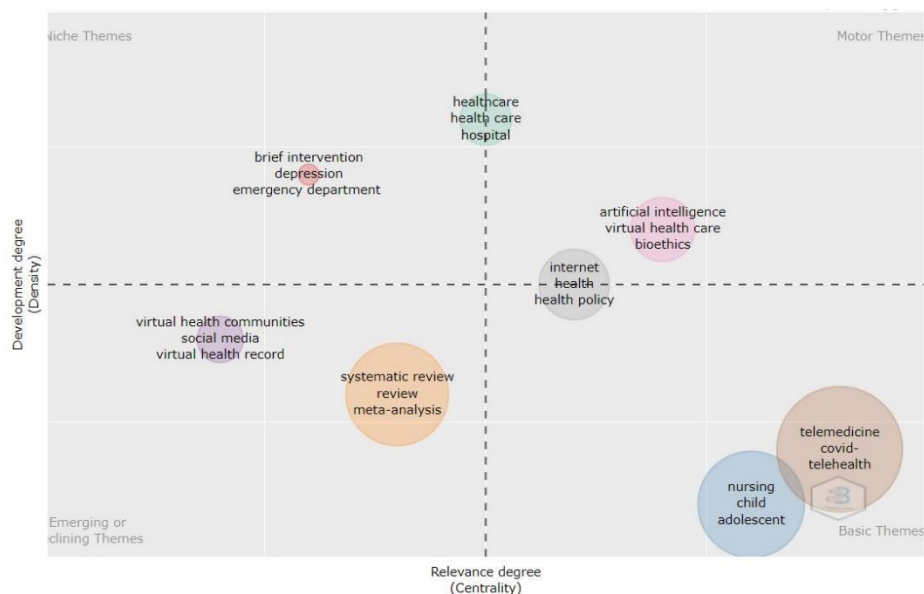 Niche Themes
Motor Themes
healthcare
health care
hospital
brief intervention
depression
emergency department
artificial intelligence
virtual health care
bioethics
internet
health
health policy
Development degree
(Density)
virtual health communities
social media
virtual health record
systematic review
review
meta-analysis
telemedicine
covid-
telehealth
nursing
child
adolescent
Emerging or
eclining Themes
Basic Themes
Relevance degree
(Centrality)